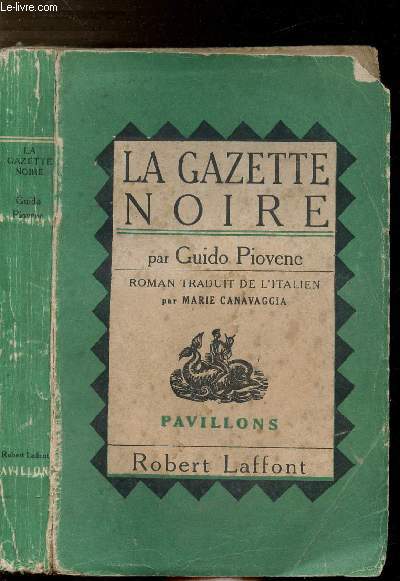 Le-livre.com
LA
GAZETTE
NOIRE
Guido
Piovene
Robert Laffont
PAVILLONS
LA GAZETTE
NOIRE
par Guido Piovene
ROMAN TRADUIT DE L'ITALIEN
par MARIE CANAVAGGIA
PAVILLONS
Robert Laffont